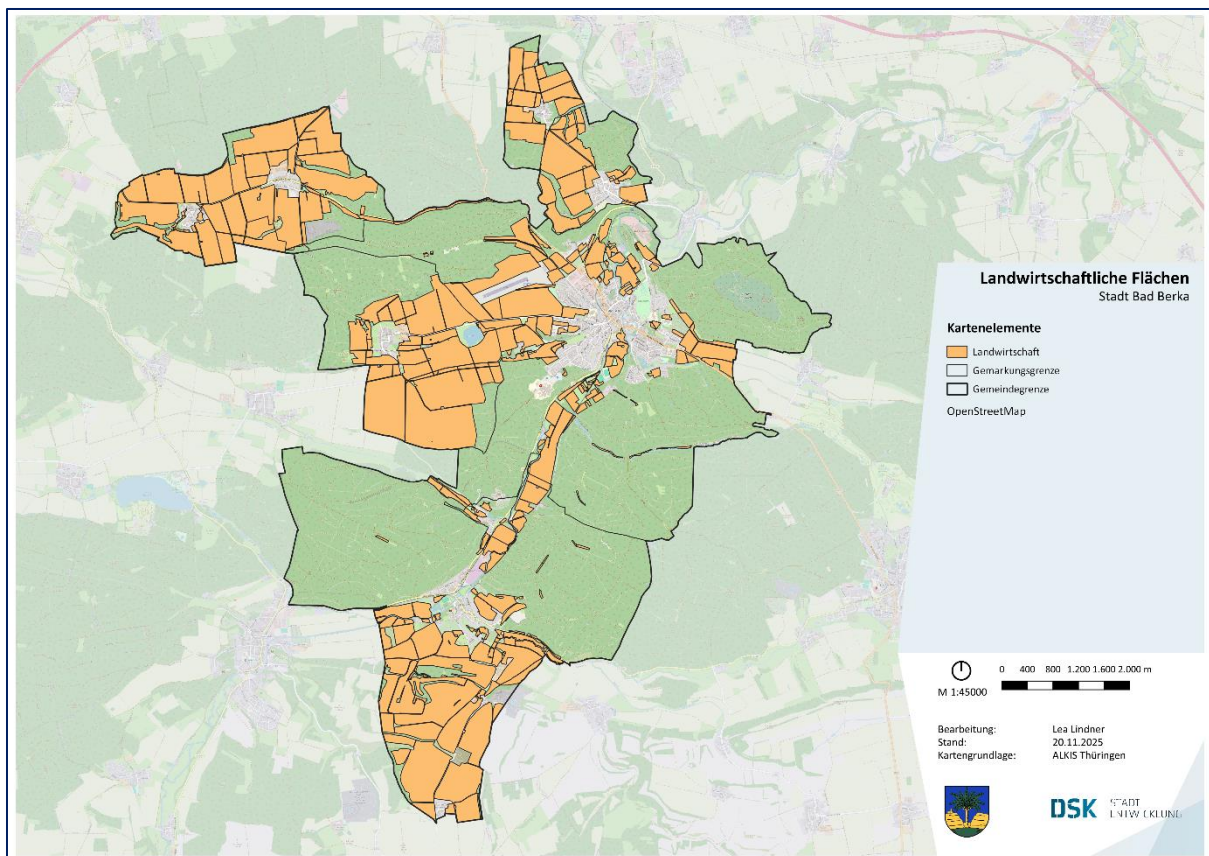 Landwirtschaftliche Flächen
Stadt Bad Berka
Kartenelemente
Landwirtschaft
Gemarkungsgrenze
Gemeindegrenze
OpenStreetMap
0 400 800 1.200 1.600 2.000 m
M 1:45000
Bearbeitung: Lea Lindner
Stand: 20.11.2025
Kartengrundlage: ALKIS Thüringen
DSK STADT
ENTWICKLUNG